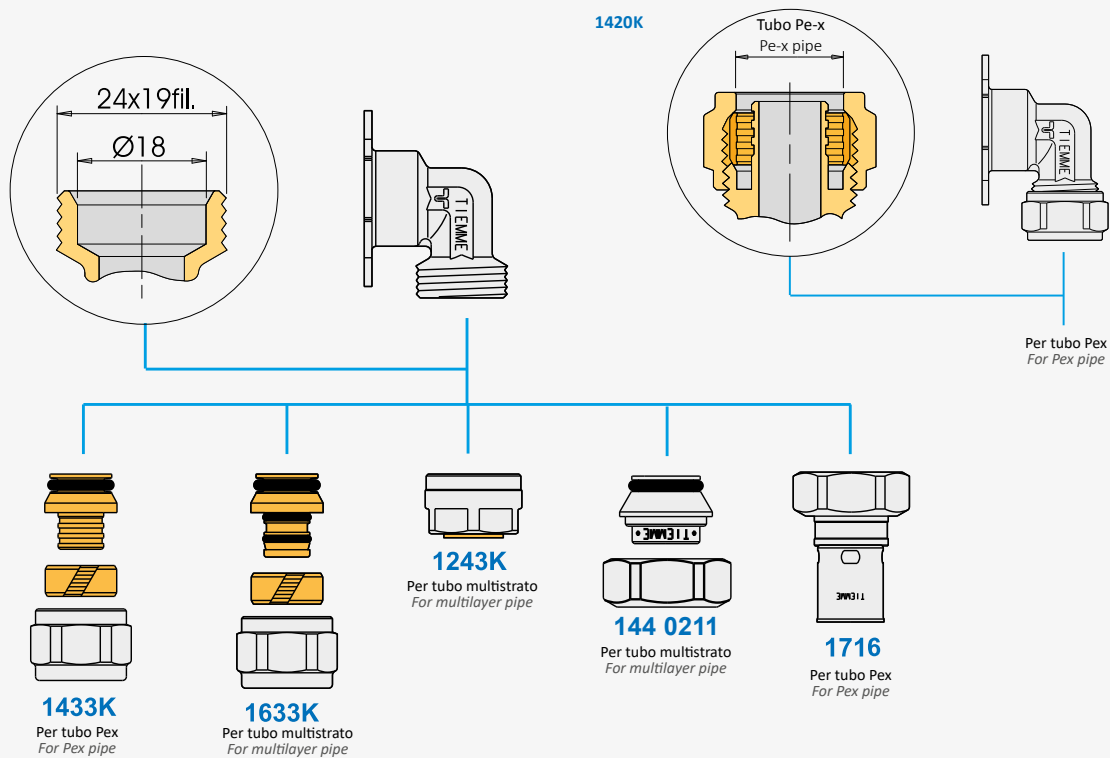 1420K
Tubo Pe-x
Pe-x pipe
24x19fil.
Ø18
TIEMME
TIEMME
Per tubo Pex
For Pex pipe
1433K
Per tubo Pex
For Pex pipe
1633K
Per tubo multistrato
For multilayer pipe
1243K
Per tubo multistrato
For multilayer pipe
•TIEMME•
144 0211
Per tubo multistrato
For multilayer pipe
TIEMME
1716
Per tubo Pex
For Pex pipe